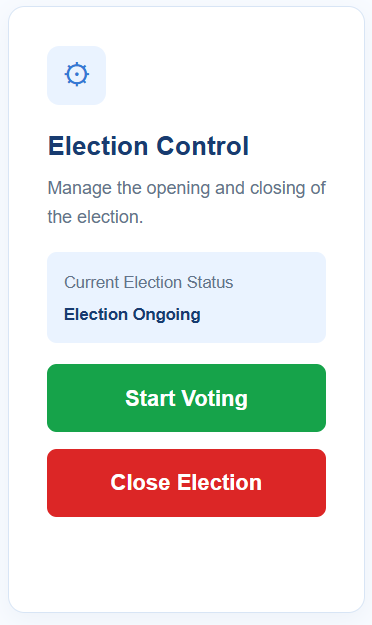 Election Control
Manage the opening and closing of
the election.
Current Election Status
Election Ongoing
Start Voting
Close Election